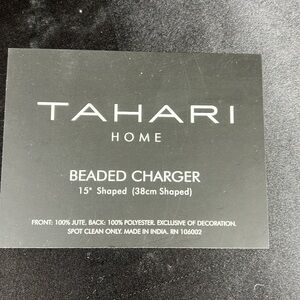 TAHARI
HOME
BEADED CHARGER
15" Shaped (38cm Shaped)
FRONT: 100% JUTE. BACK: 100% POLYESTER. EXCLUSIVE OF DECORATION.
SPOT CLEAN ONLY. MADE IN INDIA. RN 106002